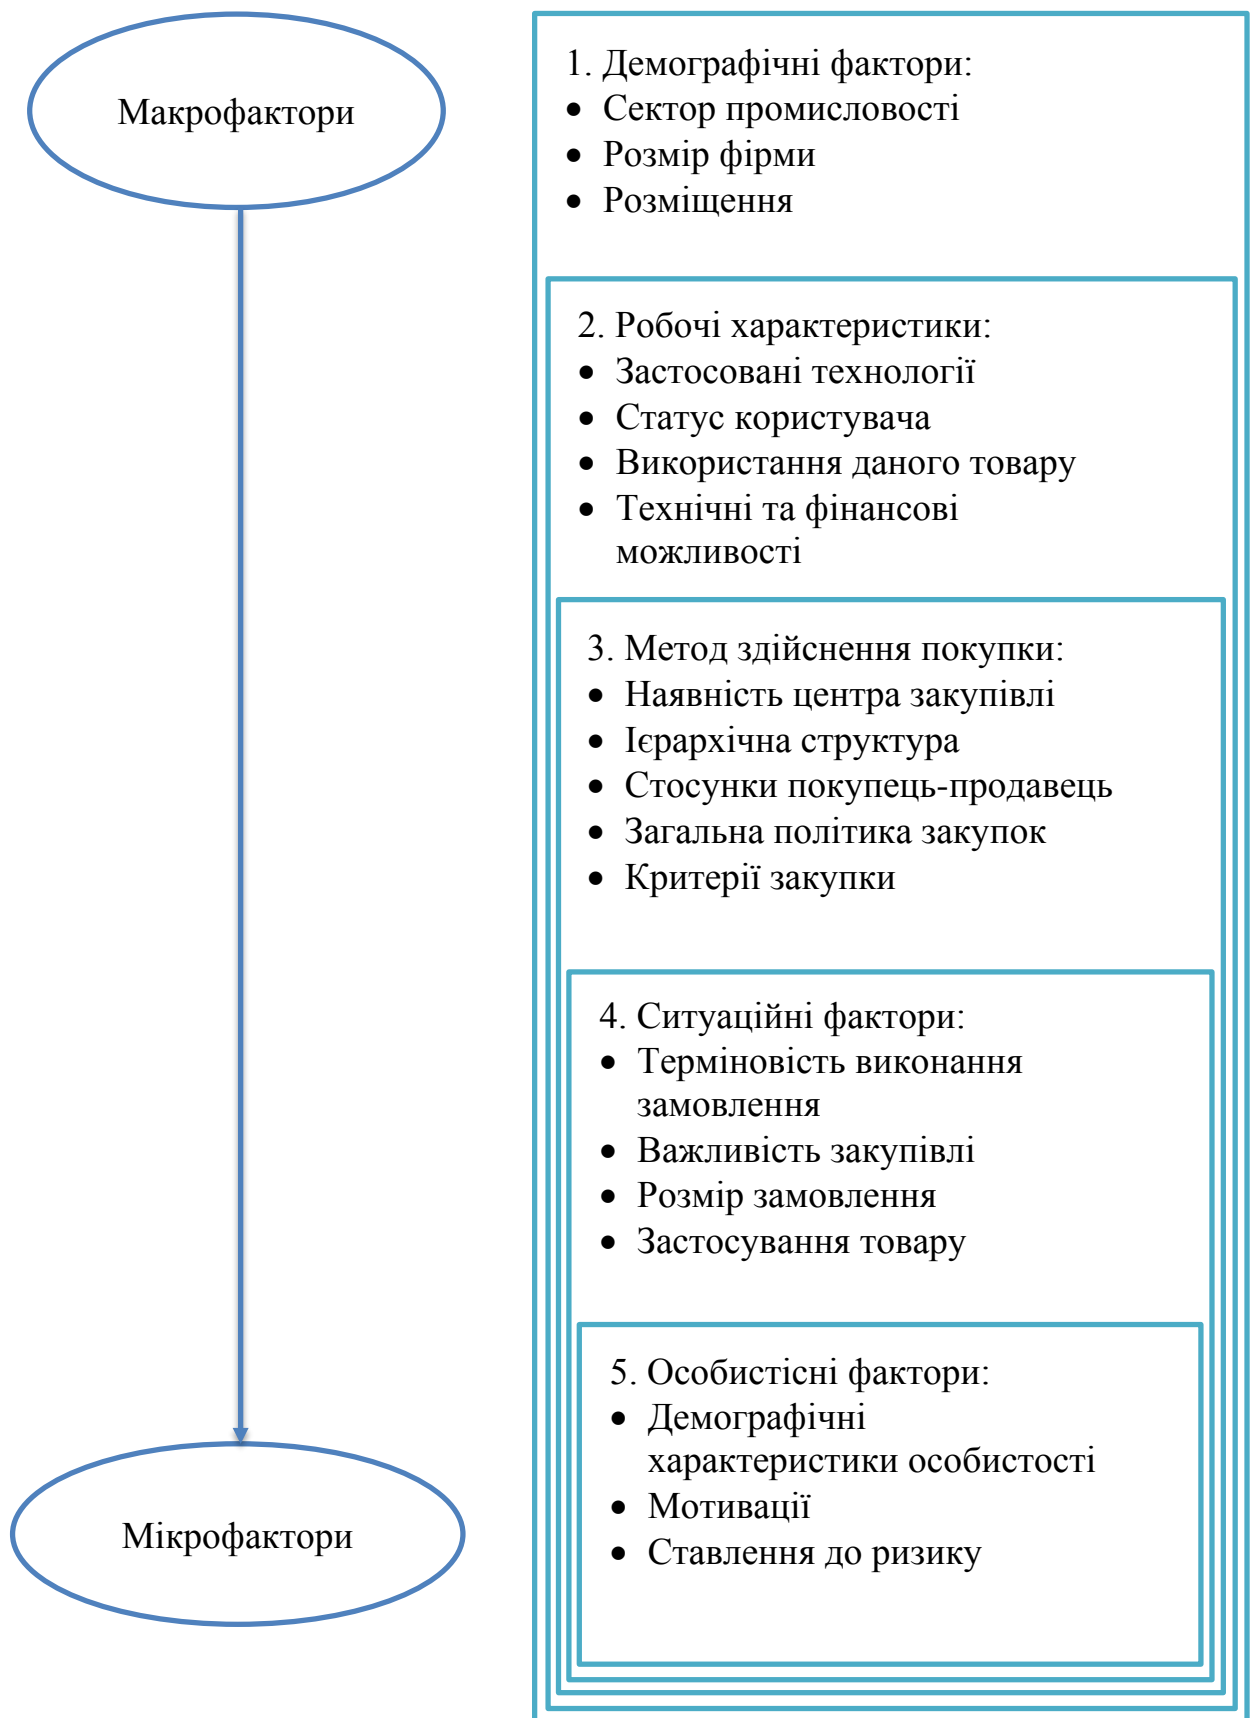 Макрофактори
1. Демографічні фактори:
• Сектор промисловості
• Розмір фірми
• Розміщення
2. Робочі характеристики:
• Застосовані технології
• Статус користувача
• Використання даного товару
• Технічні та фінансові
можливості
3. Метод здійснення покупки:
• Наявність центра закупівлі
• Ієрархічна структура
• Стосунки покупець-продавець
• Загальна політика закупок
• Критерії закупки
4. Ситуаційні фактори:
• Терміновість виконання
замовлення
• Важливість закупівлі
• Розмір замовлення
• Застосування товару
5. Особистісні фактори:
• Демографічні
характеристики особистості
• Мотивації
• Ставлення до ризику
Мікрофактори